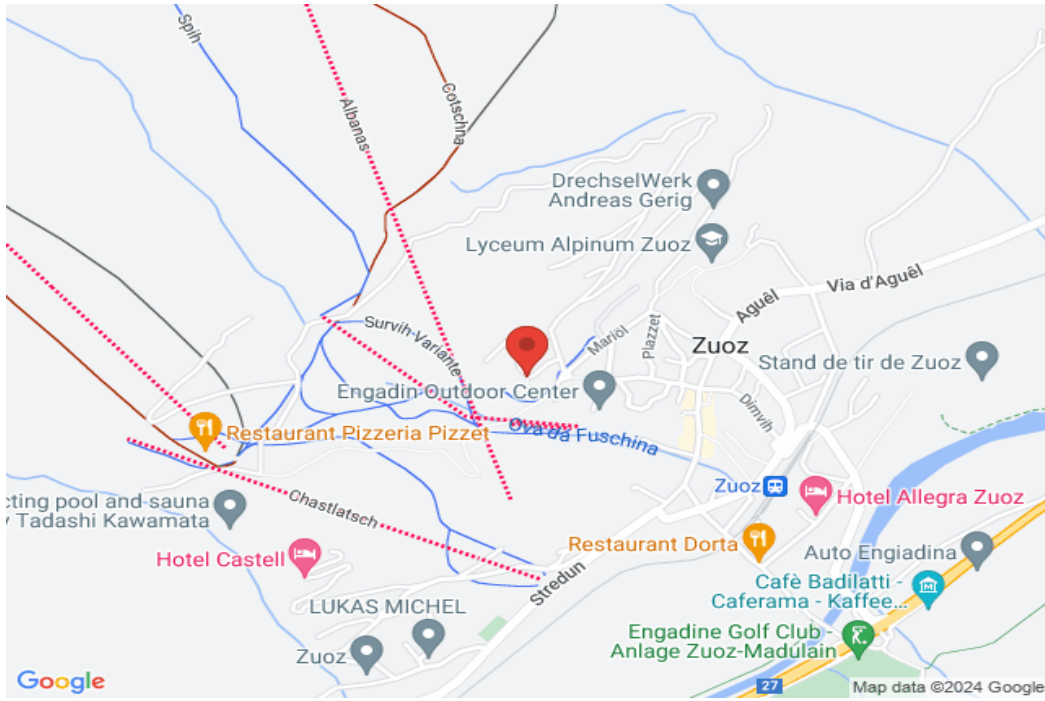 Spih
Albanas
Cotschna
DrechselWerk
Andreas Gerig
Lyceum Alpinum Zuoz
Via d'Aguêl
Aguêl
Survih Variante
Mariöl
Plazzet
Zuoz
Stand de tir de Zuoz
Engadin Outdoor Center
Dimvih
Restaurant Pizzeria Pizzet
Ova da Fuschina
Zuoz
Hotel Allegra Zuoz
cting pool and sauna
y Tadashi Kawamata
Chastlatsch
Hotel Castell
Restaurant Dorta
Auto Engiadina
Stredun
Cafè Badilatti -
Caferama - Kaffee...
LUKAS MICHEL
Engadine Golf Club -
Anlage Zuoz-Madulain
Zuoz
Google
27
Map data ©2024 Google